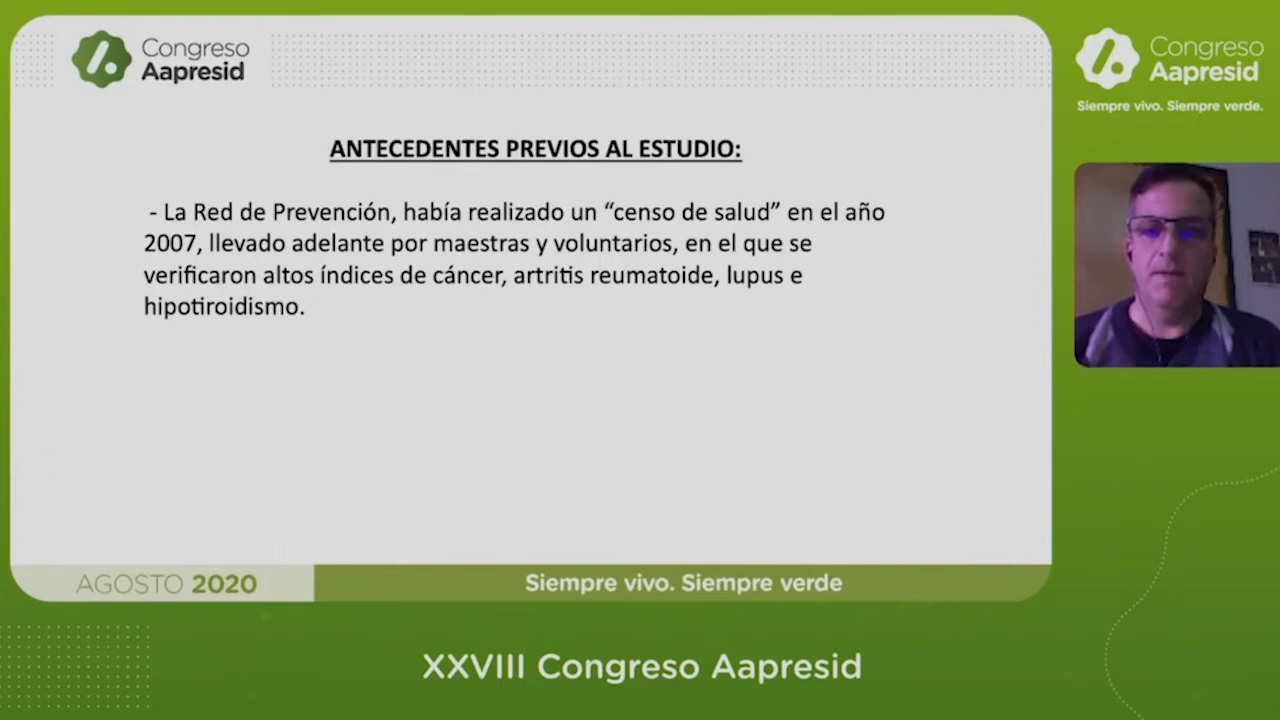 Congreso
Aapresid
Congreso
Aapresid
Siempre vivo. Siempre verde.
ANTECEDENTES PREVIOS AL ESTUDIO:
- La Red de Prevención, había realizado un “censo de salud” en el año
2007, llevado adelante por maestras y voluntarios, en el que se
verificaron altos índices de cáncer, artritis reumatoide, lupus e
hipotiroidismo.
AGOSTO 2020
Siempre vivo. Siempre verde
XXVIII Congreso Aapresid